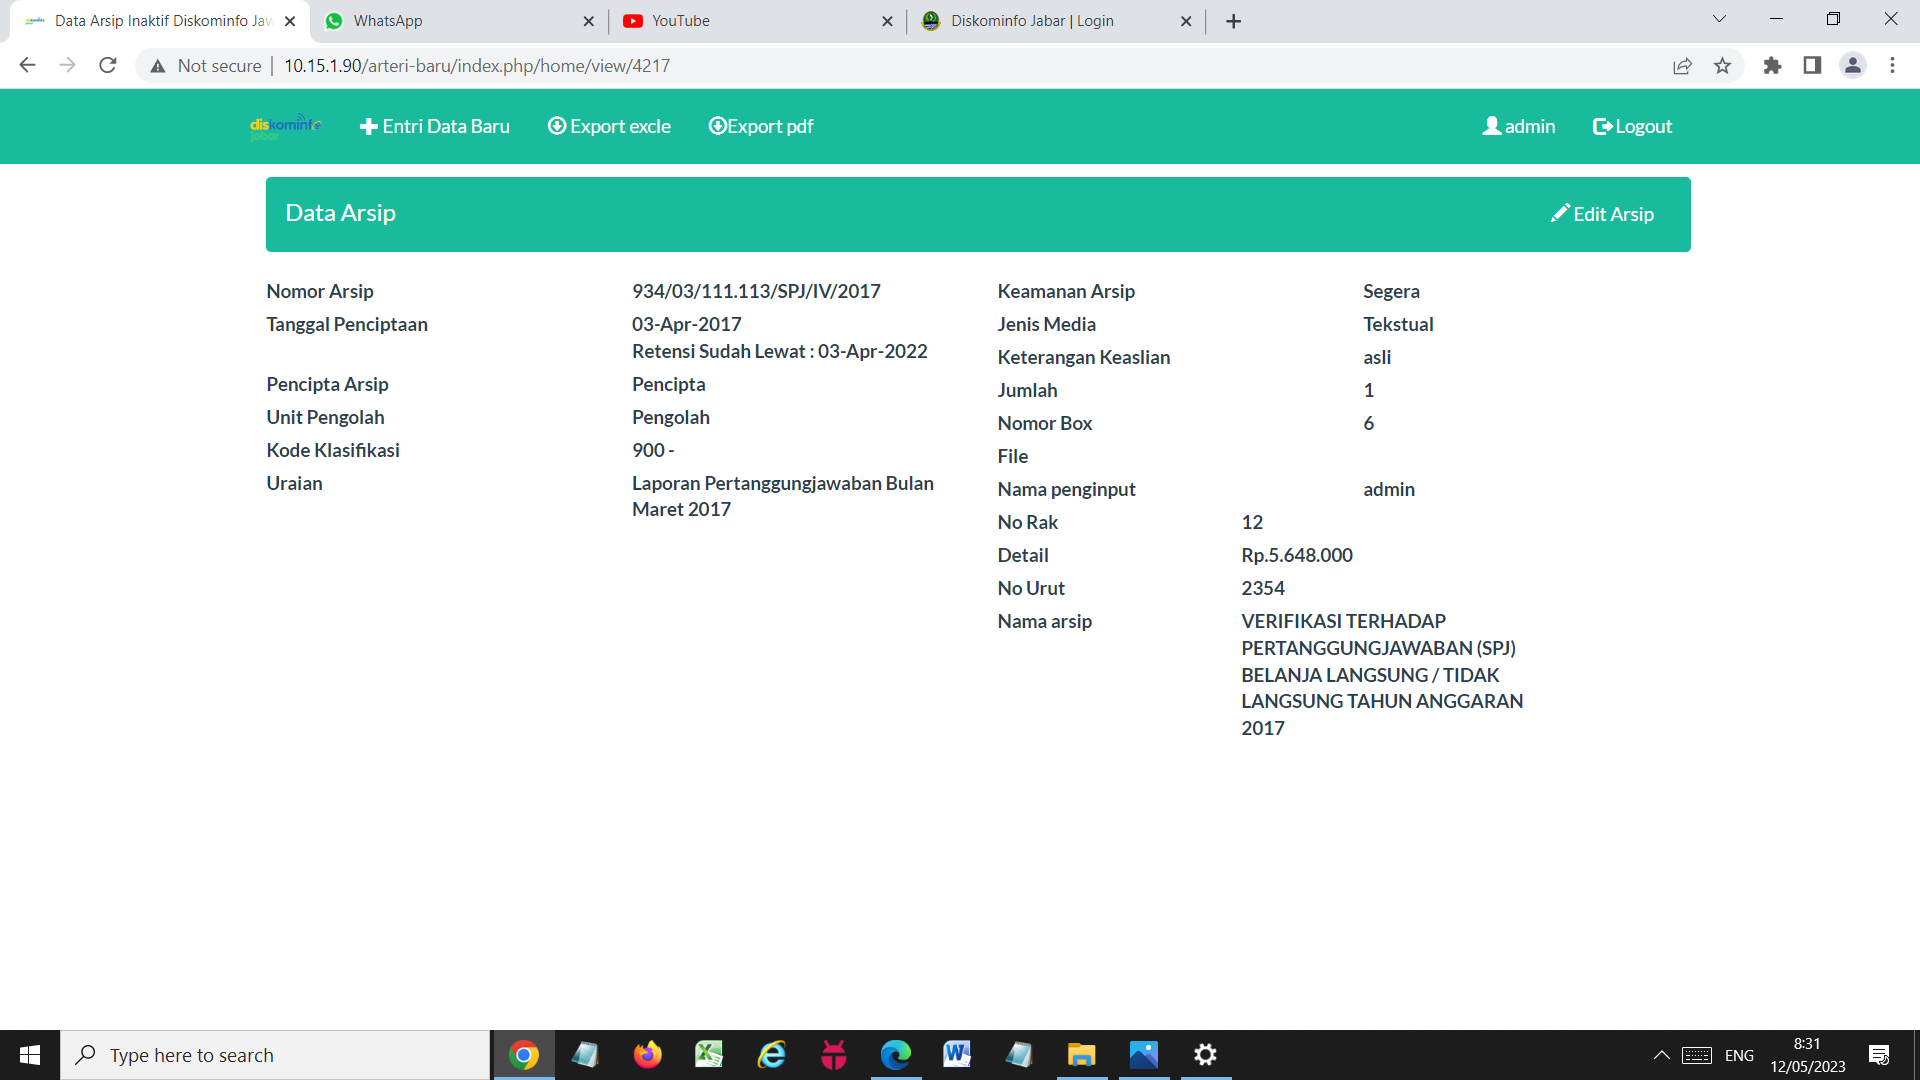 Data Arsip Inaktif Diskominfo Jaw
WhatsApp
YouTube
Diskominfo Jabar | Login
Not secure
10.15.1.90/arteri-baru/index.php/home/view/4217
diskominfo
jabar
Entri Data Baru
Export excle
Export pdf
admin
Logout
Data Arsip
Edit Arsip
Nomor Arsip 934/03/111.113/SPJ/IV/2017
Tanggal Penciptaan 03-Apr-2017
Retensi Sudah Lewat : 03-Apr-2022
Pencipta Arsip Pencipta
Unit Pengolah Pengolah
Kode Klasifikasi 900 -
Uraian Laporan Pertanggungjawaban Bulan
Maret 2017
Keamanan Arsip Segera
Jenis Media Tekstual
Keterangan Keaslian asli
Jumlah 1
Nomor Box 6
File
Nama penginput admin
No Rak 12
Detail Rp.5.648.000
No Urut 2354
Nama arsip VERIFIKASI TERHADAP
PERTANGGUNGJAWABAN (SPJ)
BELANJA LANGSUNG / TIDAK
LANGSUNG TAHUN ANGGARAN
2017
Type here to search
ENG
8:31
12/05/2023